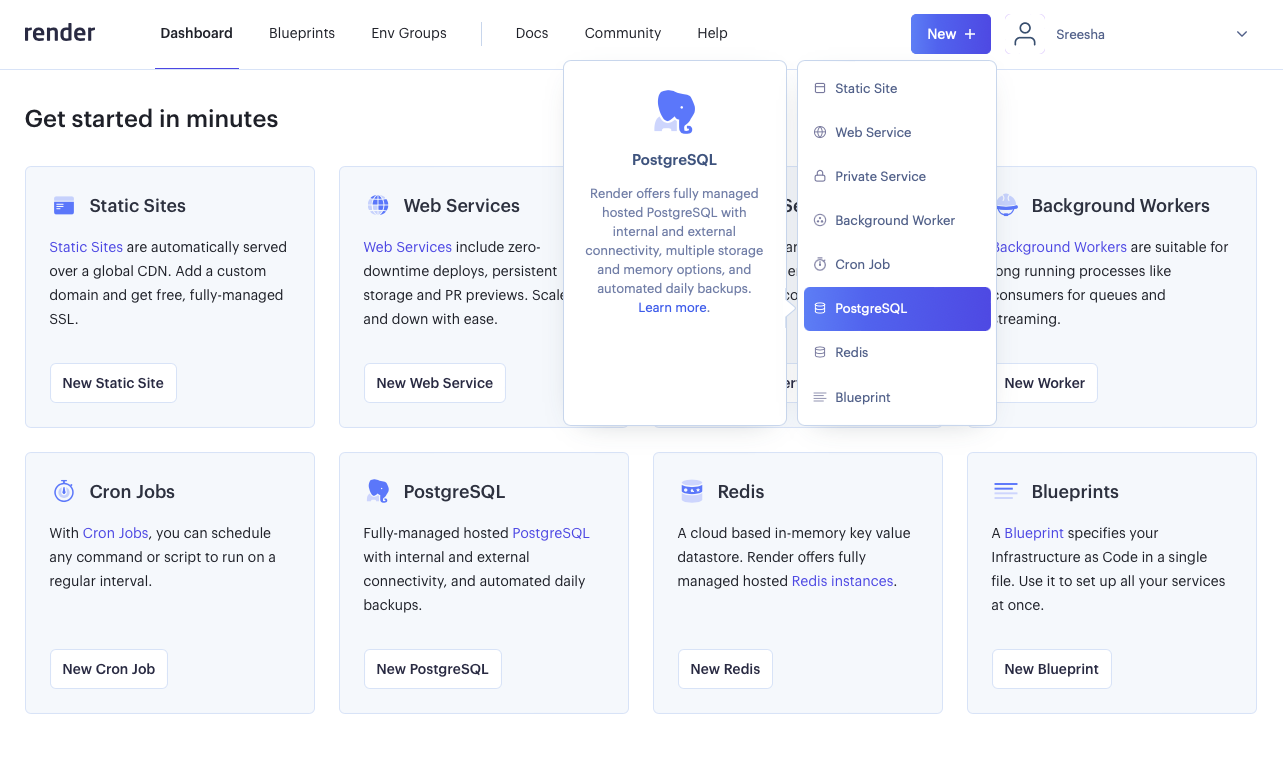 render
Dashboard
Blueprints
Env Groups
Docs
Community
Help
New +
Sreesha
Get started in minutes
Static Sites
Static Sites are automatically served
over a global CDN. Add a custom
domain and get free, fully-managed
SSL.
New Static Site
Web Services
Web Services include zero-
downtime deploys, persistent
storage and PR previews. Scale
and down with ease.
New Web Service
PostgreSQL
Render offers fully managed
hosted PostgreSQL with
internal and external
connectivity, multiple storage
and memory options, and
automated daily backups.
Learn more.
Static Site
Web Service
Private Service
Background Worker
Cron Job
PostgreSQL
Redis
Blueprint
Background Workers
Background Workers are suitable for
long running processes like
consumers for queues and
streaming.
New Worker
Cron Jobs
With Cron Jobs, you can schedule
any command or script to run on a
regular interval.
New Cron Job
PostgreSQL
Fully-managed hosted PostgreSQL
with internal and external
connectivity, and automated daily
backups.
New PostgreSQL
Redis
A cloud based in-memory key value
datastore. Render offers fully
managed hosted Redis instances.
New Redis
Blueprints
A Blueprint specifies your
Infrastructure as Code in a single
file. Use it to set up all your services
at once.
New Blueprint